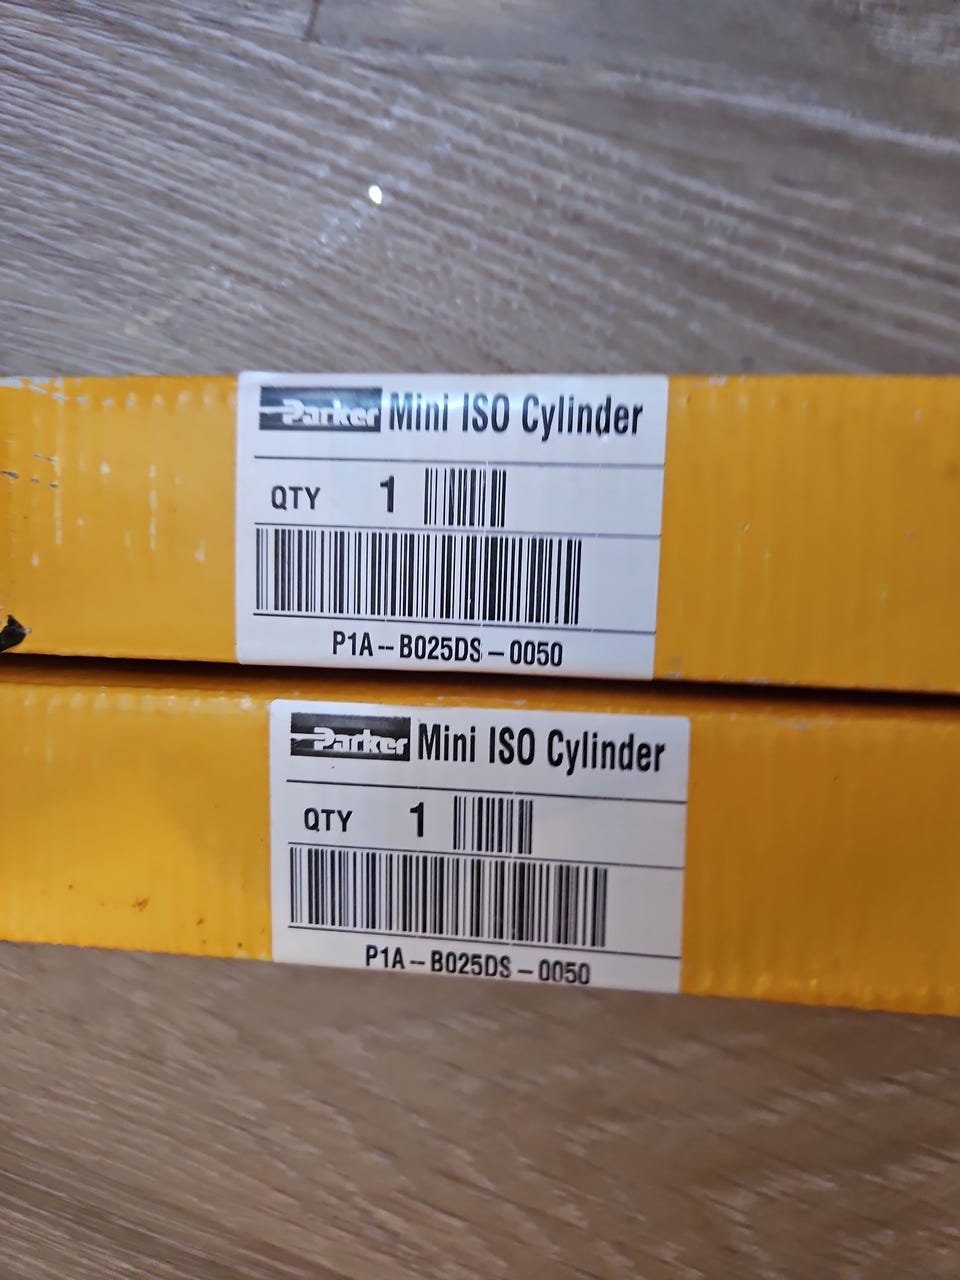 Parker Mini ISO Cylinder
QTY 1
P1A--B025DS-0050
Parker Mini ISO Cylinder
QTY 1
P1A--B025DS-0050